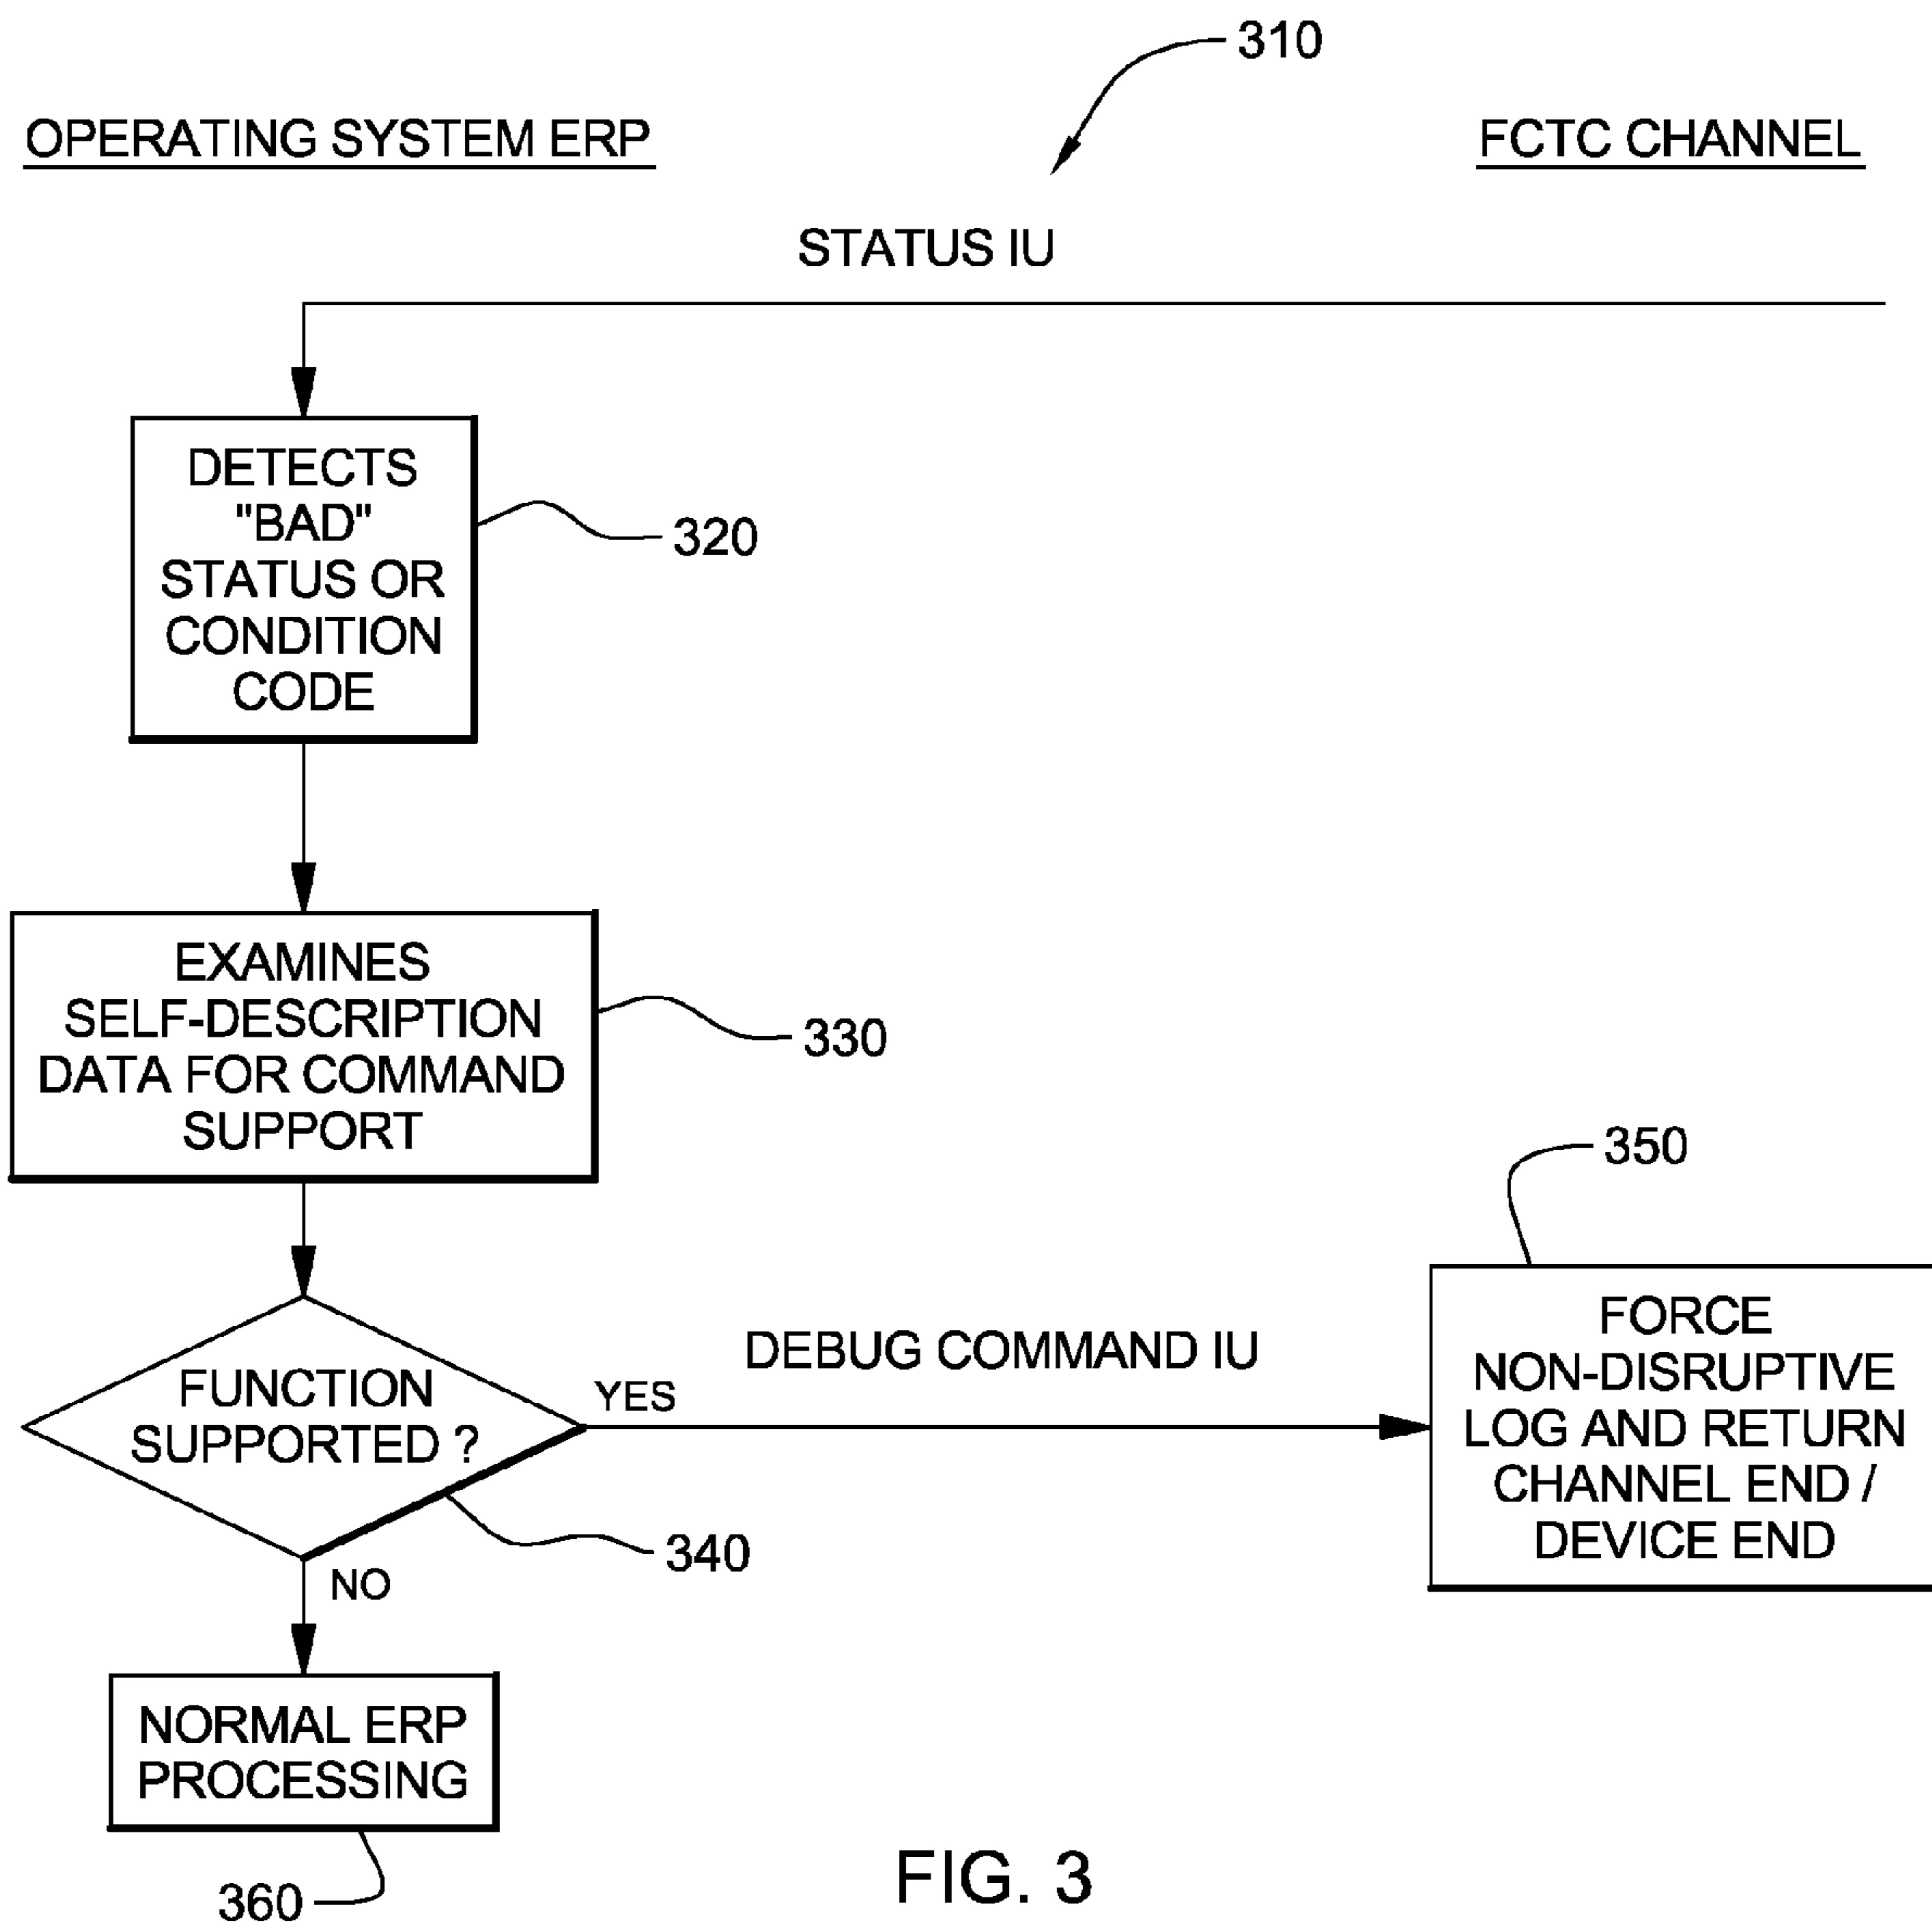 310
OPERATING SYSTEM ERP
FCTC CHANNEL
STATUS IU
DETECTS
"BAD"
STATUS OR
CONDITION
CODE
320
EXAMINES
SELF-DESCRIPTION
DATA FOR COMMAND
SUPPORT
330
350
FUNCTION
SUPPORTED ?
YES
DEBUG COMMAND IU
FORCE
NON-DISRUPTIVE
LOG AND RETURN
CHANNEL END /
DEVICE END
340
NO
NORMAL ERP
PROCESSING
360
FIG. 3